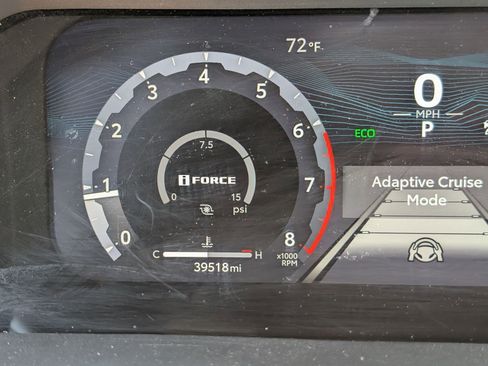 72°F
4
3
5
2
6
1
7
0
8
x1000
RPM
7.5
i FORCE
0
15
psi
C
H
39518mi
ECO
0
MPH
P
Adaptive Cruise
Mode